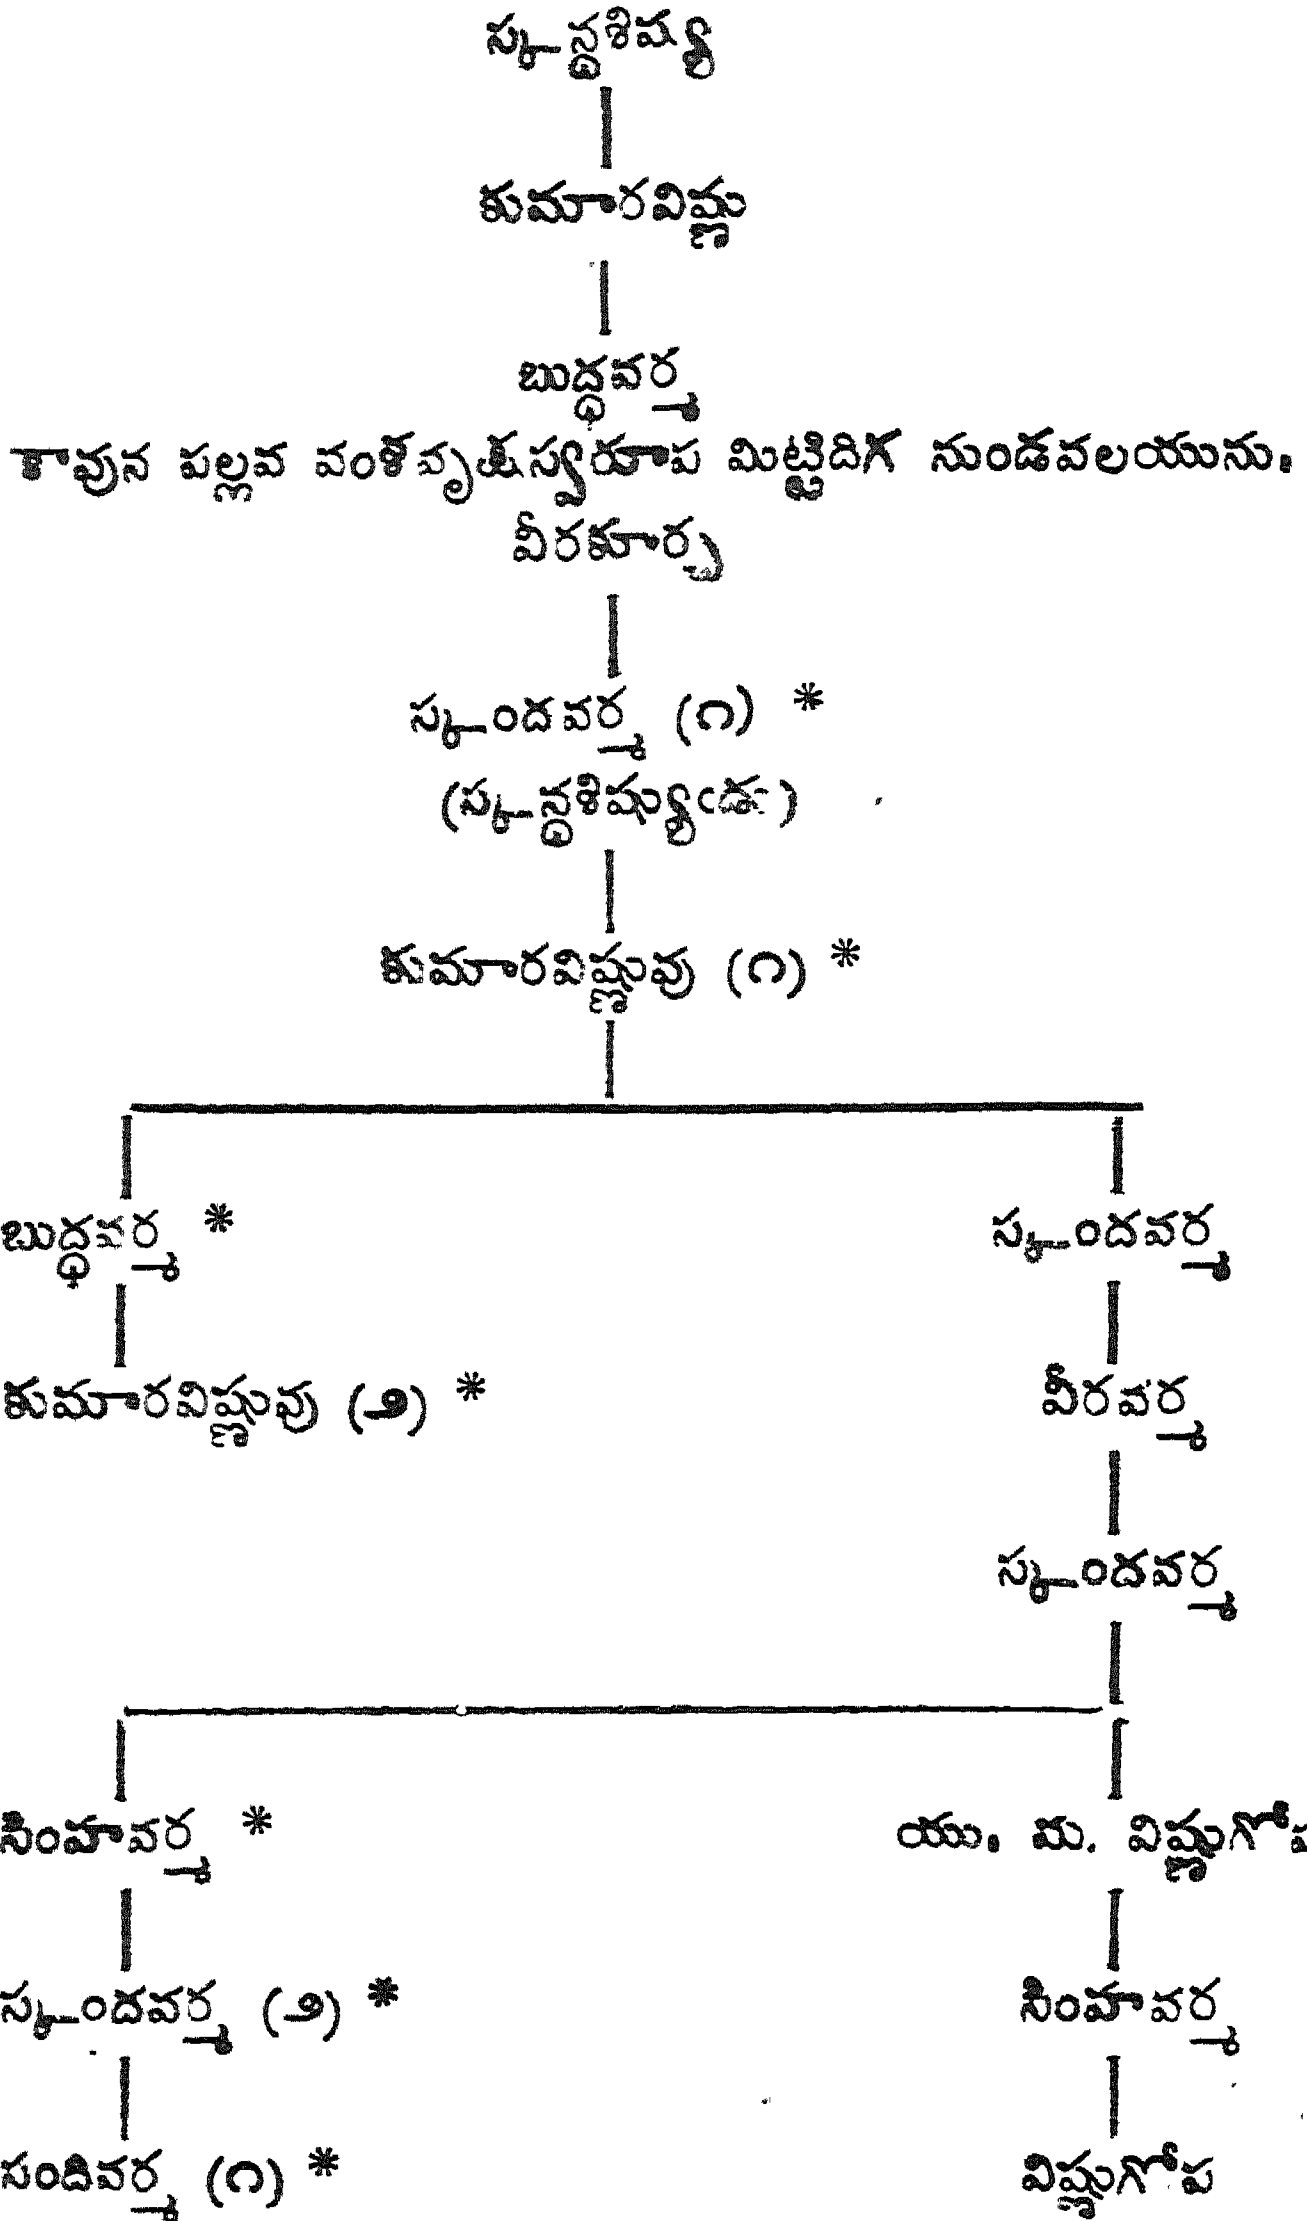 స్కన్దశిష్య
కుమారవిష్ణు
బుద్ధవర్మ
కావున పల్లవ వంశవృక్షస్వరూప మిట్టిదిగ నుండవలయును.
వీరకూర్చ
స్కందవర్మ (౧) *
(స్కన్దశిష్యుఁడు)
కుమారవిష్ణువు (౧) *
బుద్ధవర్మ * స్కందవర్మ
కుమారవిష్ణువు (౨) * వీరవర్మ
స్కందవర్మ
సింహవర్మ * యు. మ. విష్ణుగోప
స్కందవర్మ (౨) * సింహవర్మ
నందివర్మ (౧) * విష్ణుగోప